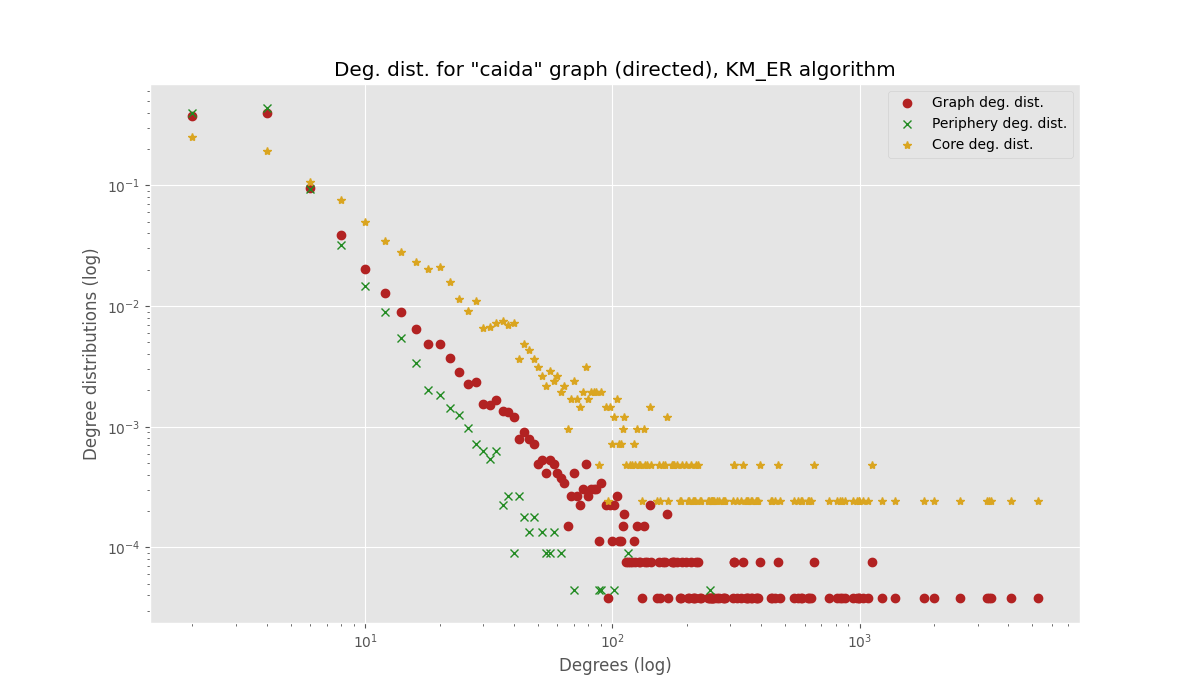 Deg. dist. for "caida" graph (directed), KM_ER algorithm
Graph deg. dist.
Periphery deg. dist.
Core deg. dist.
Degree distributions (log)
10⁻¹
10⁻²
10⁻³
10⁻⁴
10¹
10²
10³
Degrees (log)